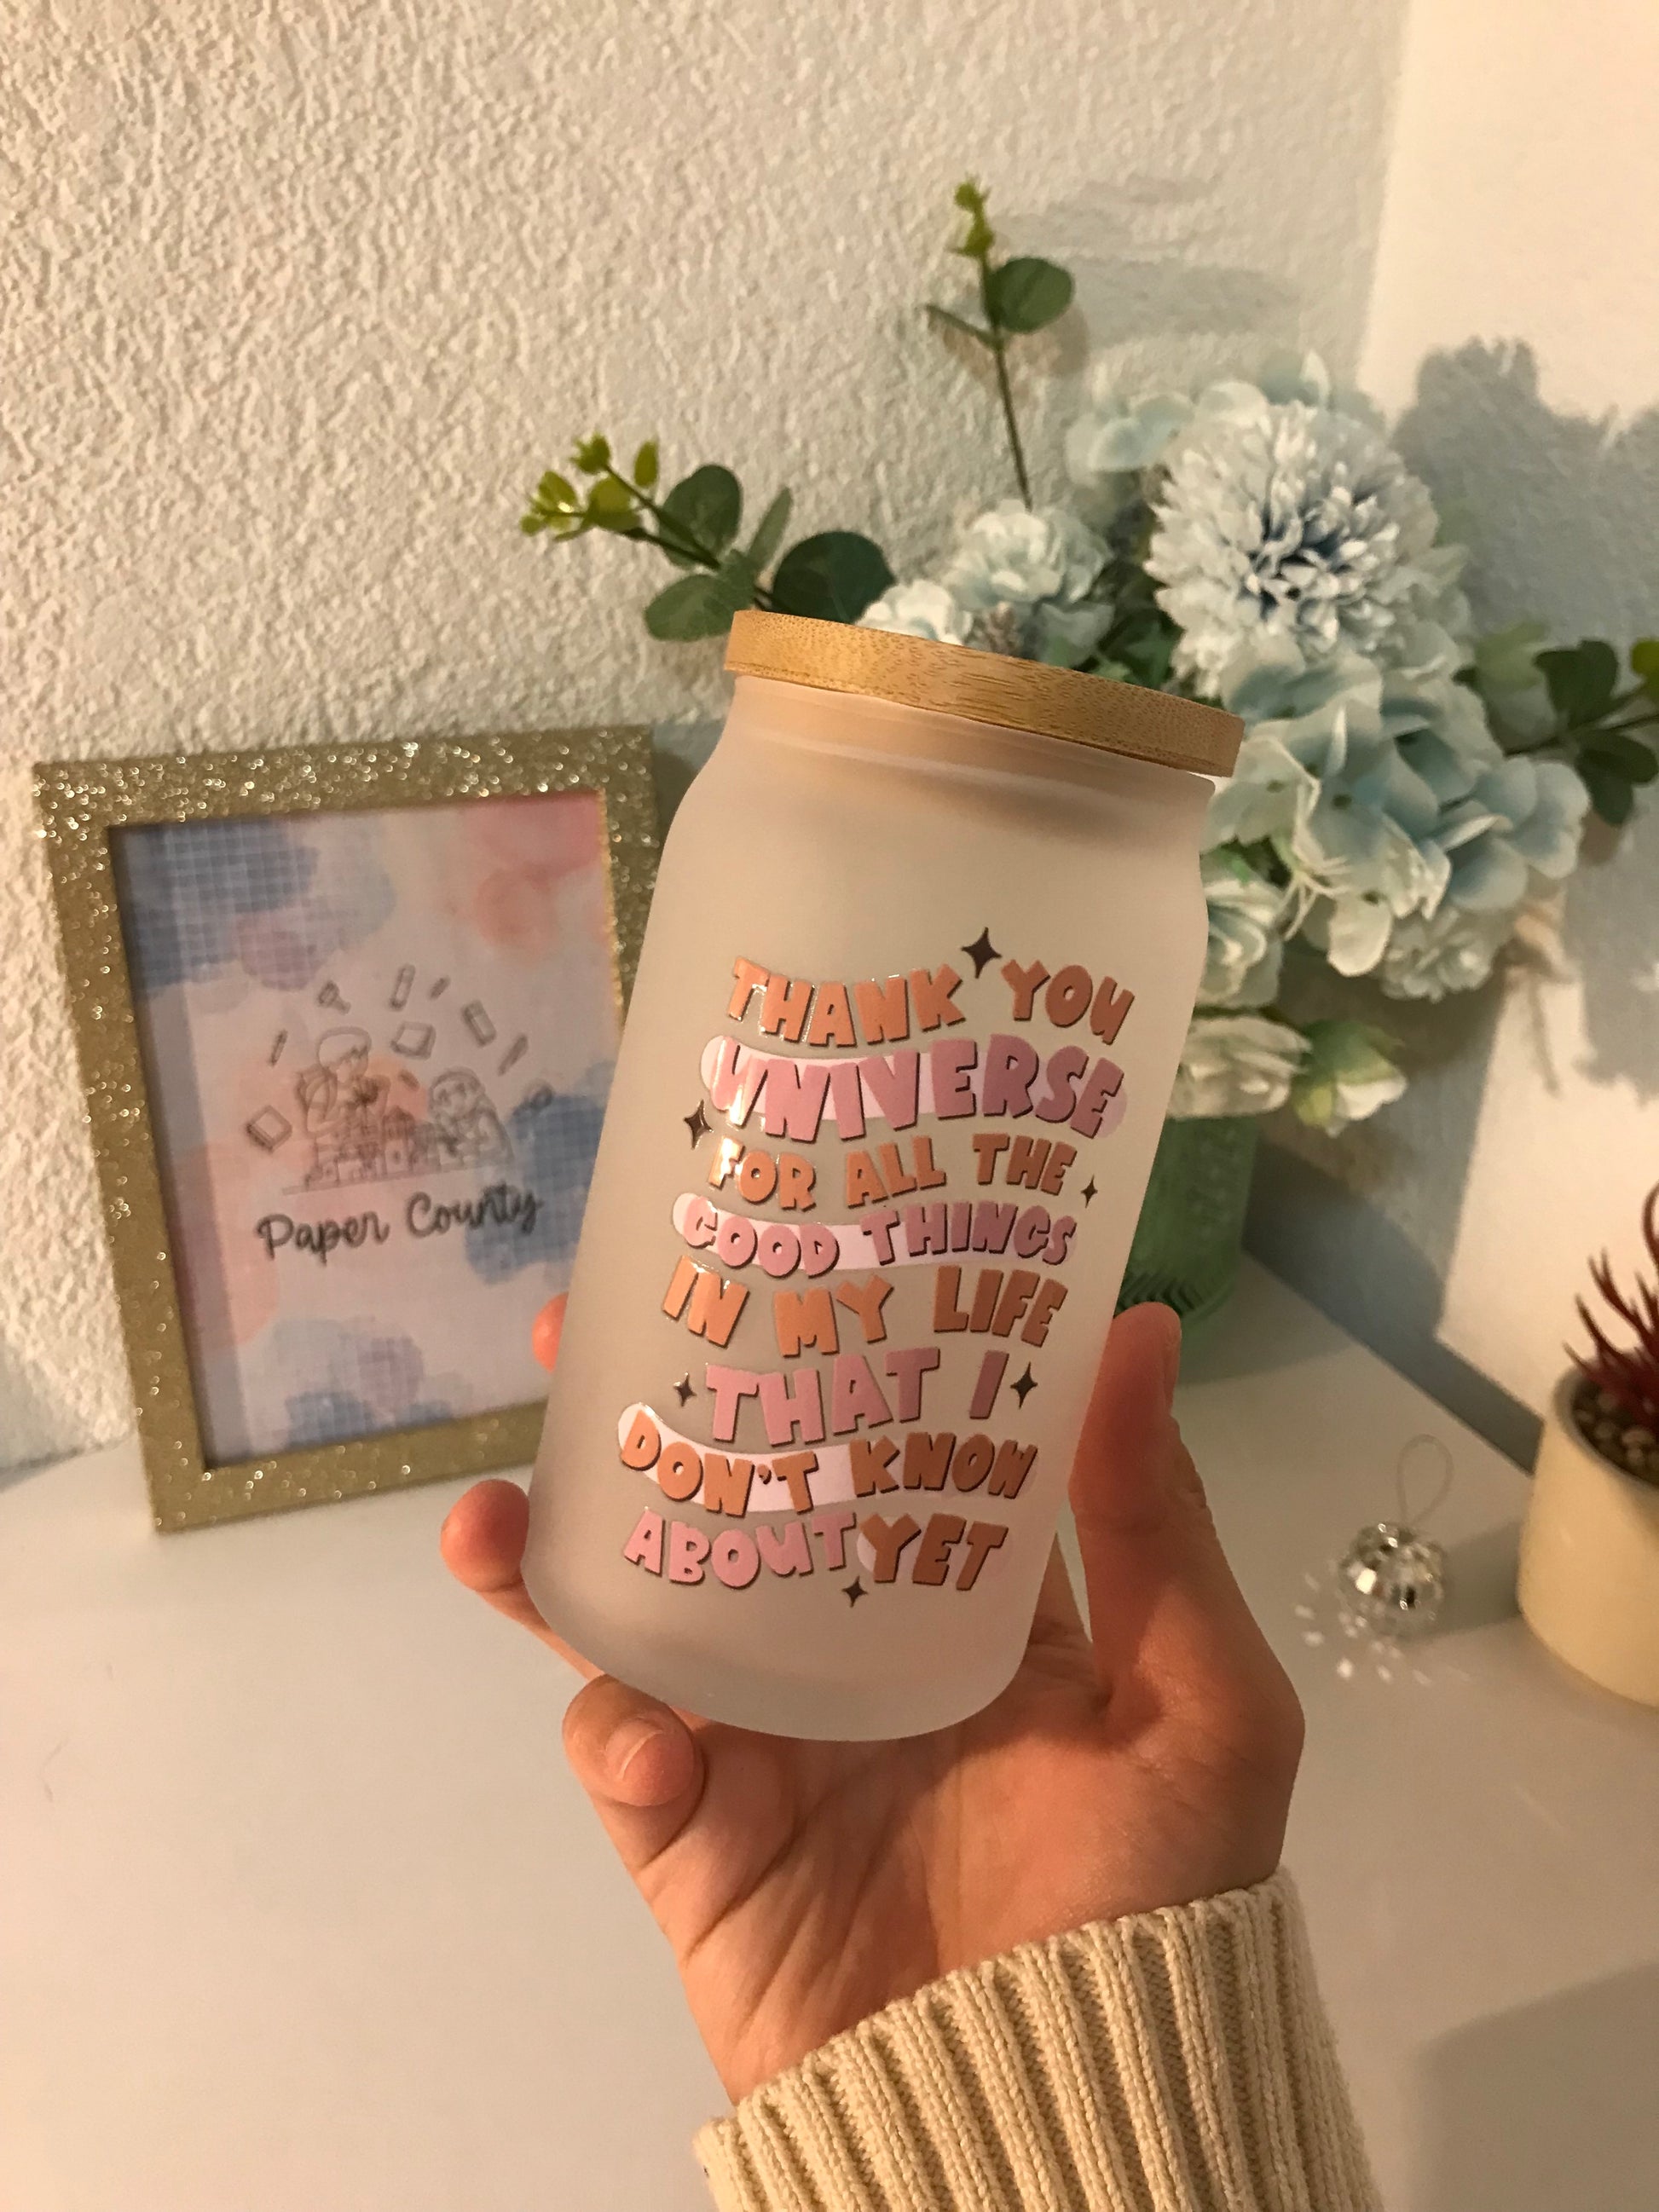 Paper County
THANK YOU
UNIVERSE
FOR ALL THE
GOOD THINGS
IN MY LIFE
THAT I
DON'T KNOW
ABOUT YET